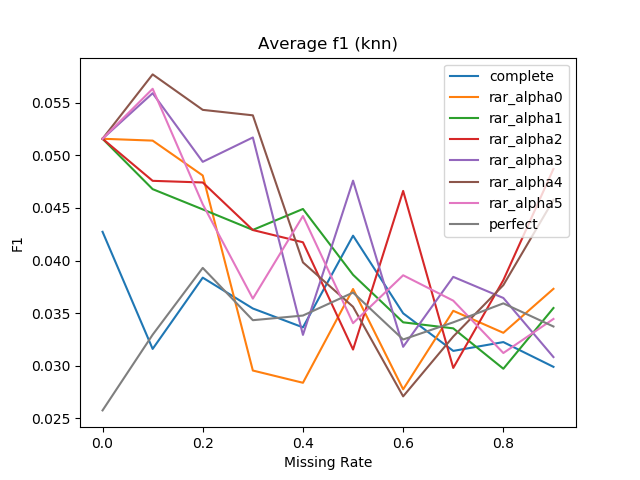 Average f1 (knn)
complete
rar_alpha0
rar_alpha1
rar_alpha2
rar_alpha3
rar_alpha4
rar_alpha5
perfect
0.055
0.050
0.045
0.040
0.035
0.030
0.025
F1
0.0 0.2 0.4 0.6 0.8
Missing Rate